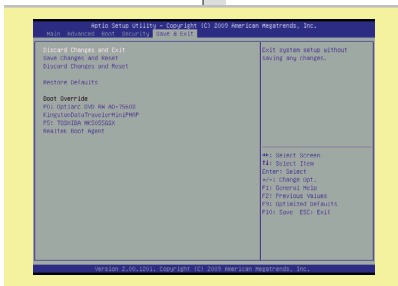 Aptio Setup Utility – Copyright (C) 2009 American Megatrends, Inc.
Main Advanced Boot Security Save & Exit
Discard Changes and Exit
Save Changes and Reset
Discard Changes and Reset
Restore Defaults
Boot Override
P0: Optiarc DVD RW AD-7560S
KingstonDataTravelerMiniPMAP
P5: TOSHIBA MK5055GSX
Realtek Boot Agent
Exit system setup without
saving any changes.
: Select Screen
: Select Item
Enter: Select
+/-: Change Opt.
F1: General Help
F2: Previous Values
F9: Optimized Defaults
F10: Save ESC: Exit
Version 2.00.1201. Copyright (C) 2009 American Megatrends, Inc.